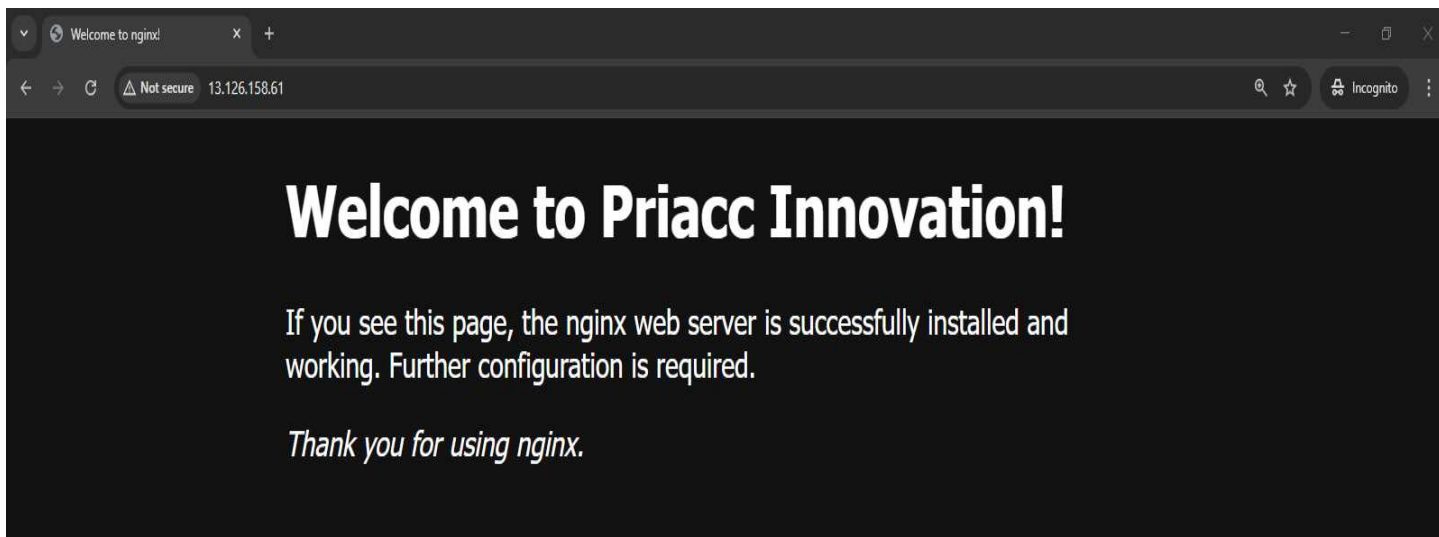 Welcome to nginx!
Not secure 13.126.158.61 Incognito
Welcome to Priacc Innovation!
If you see this page, the nginx web server is successfully installed and
working. Further configuration is required.
Thank you for using nginx.